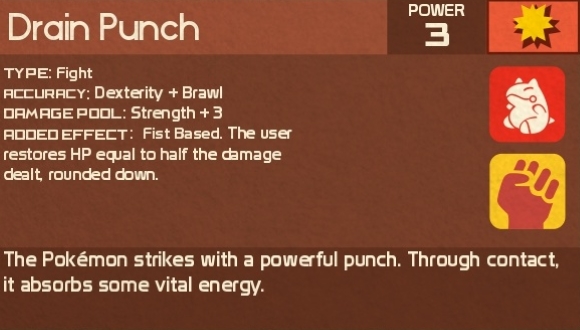 Drain Punch
POWER
3
TYPE: Fight
ACCURACY: Dexterity + Brawl
DAMAGE POOL: Strength + 3
ADDED EFFECT: Fist Based. The user
restores HP equal to half the damage
dealt, rounded down.
The Pokémon strikes with a powerful punch. Through contact,
it absorbs some vital energy.